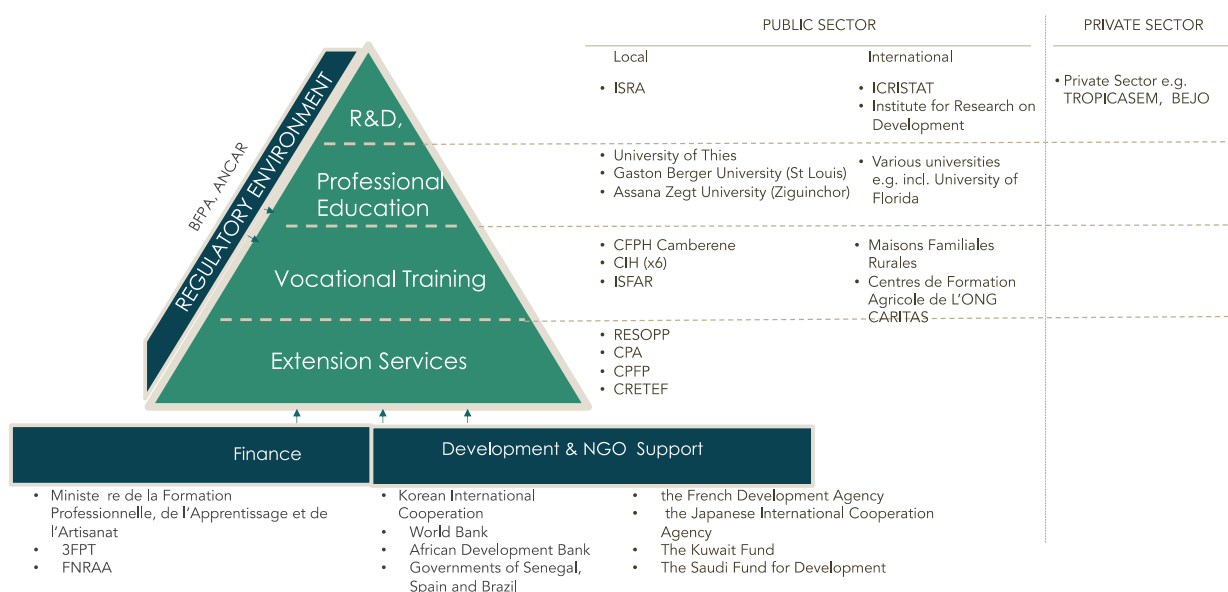 PUBLIC SECTOR
PRIVATE SECTOR
Local
International
• ISRA
• ICRISTAT
• Institute for Research on
Development
• Private Sector e.g.
TROPICASEM, BEJO
REGULATORY ENVIRONMENT
BFPA, ANCAR
R&D,
Professional
Education
• University of Thies
• Gaston Berger University (St Louis)
• Assana Zegt University (Ziguinchor)
• Various universities
e.g. incl. University of
Florida
Vocational Training
• CFPH Camberene
• CIH (x6)
• ISFAR
• Maisons Familiales
Rurales
• Centres de Formation
Agricole de L'ONG
CARITAS
Extension Services
• RESOPP
• CPA
• CPFP
• CRETEF
Finance
Development & NGO Support
• Ministe re de la Formation
Professionnelle, de l'Apprentissage et de
l'Artisanat
• 3FPT
• FNRAA
• Korean International
Cooperation
• World Bank
• African Development Bank
• Governments of Senegal,
Spain and Brazil
• the French Development Agency
• the Japanese International Cooperation
Agency
• The Kuwait Fund
• The Saudi Fund for Development